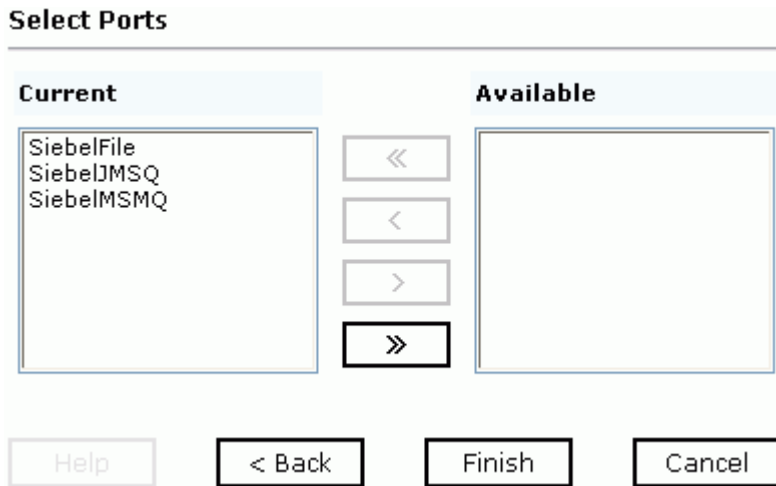 Select Ports
Current
Available
SiebelFile
SiebelJMSQ
SiebelMSMQ
«
<
>
»
Help
< Back
Finish
Cancel